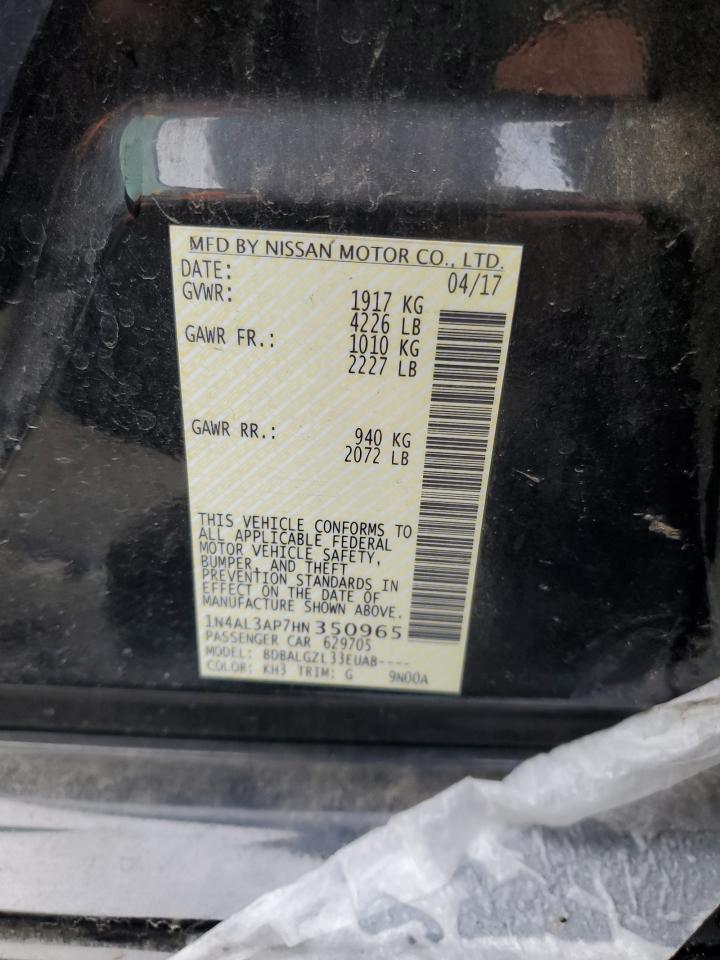 MFD BY NISSAN MOTOR CO., LTD.
DATE: 04/17
GVWR: 1917 KG
4226 LB
GAWR FR.: 1010 KG
2227 LB
GAWR RR.: 940 KG
2072 LB
THIS VEHICLE CONFORMS TO
ALL APPLICABLE FEDERAL
MOTOR VEHICLE SAFETY,
BUMPER, AND THEFT
PREVENTION STANDARDS IN
EFFECT ON THE DATE OF
MANUFACTURE SHOWN ABOVE.
1N4AL3AP7HN350965
PASSENGER CAR 629705
MODEL: BDBALGZL33EUAB----
COLOR: KH3 TRIM: G 9N00A